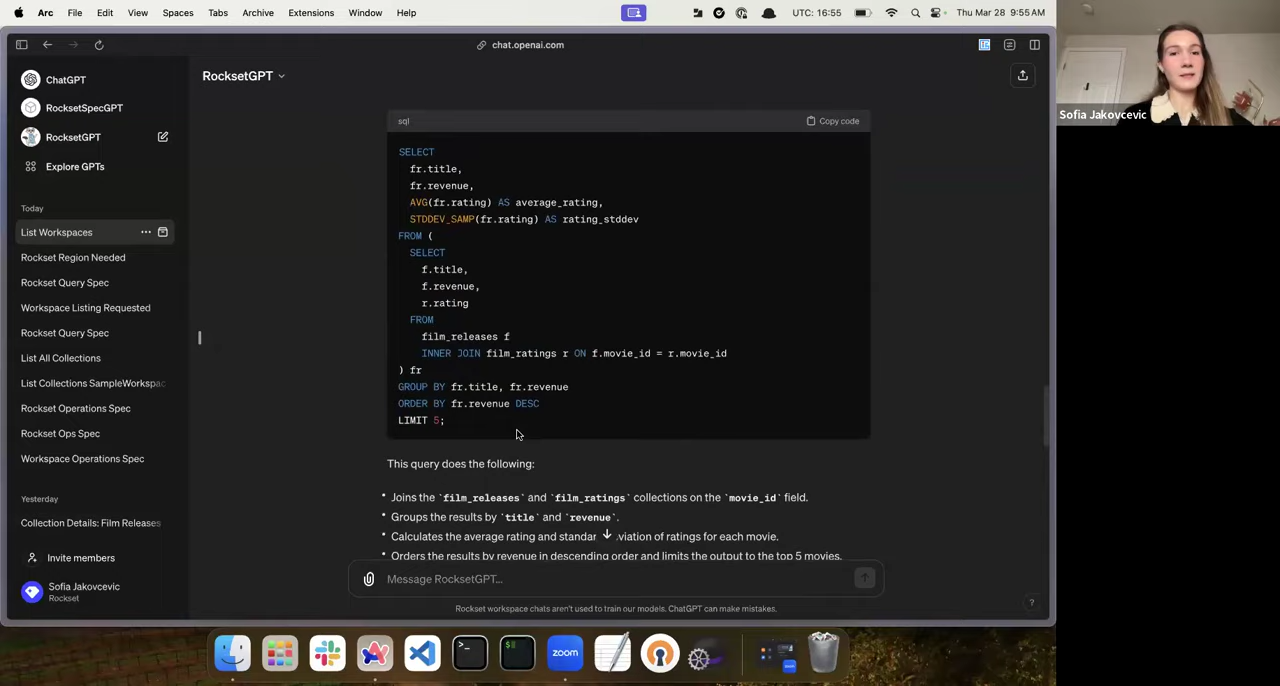 Arc File Edit View Spaces Tabs Archive Extensions Window Help UTC: 16:55 Thu Mar 28 9:55 AM
chat.openai.com
ChatGPT
RocksetSpecGPT
RocksetGPT
Explore GPTs
Today
List Workspaces
Rockset Region Needed
Rockset Query Spec
Workspace Listing Requested
Rockset Query Spec
List All Collections
List Collections SampleWorkspac
Rockset Operations Spec
Rockset Ops Spec
Workspace Operations Spec
Yesterday
Collection Details: Film Releases
Invite members
Sofia Jakovcevic
Rockset
RocksetGPT
sql Copy code
SELECT
fr.title,
fr.revenue,
AVG(fr.rating) AS average_rating,
STDDEV_SAMP(fr.rating) AS rating_stddev
FROM (
SELECT
f.title,
f.revenue,
r.rating
FROM
film_releases f
INNER JOIN film_ratings r ON f.movie_id = r.movie_id
) fr
GROUP BY fr.title, fr.revenue
ORDER BY fr.revenue DESC
LIMIT 5;
This query does the following:
• Joins the `film_releases` and `film_ratings` collections on the `movie_id` field.
• Groups the results by `title` and `revenue`.
• Calculates the average rating and standar viation of ratings for each movie.
• Orders the results by revenue in descending order and limits the output to the top 5 movies.
Message RocksetGPT...
Rockset workspace chats aren't used to train our models. ChatGPT can make mistakes.
?
zoom
Sofia Jakovcevic